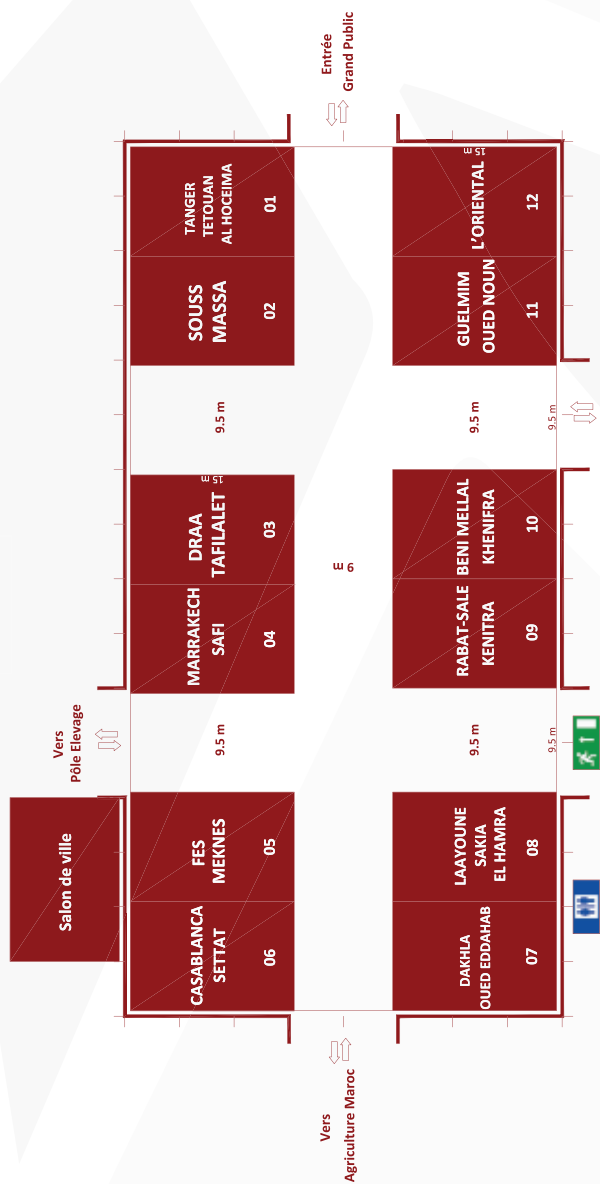 Entrée
Grand Public
TANGER
TETOUAN
AL HOCEIMA
01
SOUSS
MASSA
02
15 m
L'ORIENTAL
12
GUELMIM
OUED NOUN
11
9.5 m
9.5 m
9.5 m
15 m
DRAA
TAFILALET
03
MARRAKECH
SAFI
04
9 m
BENI MELLAL
KHENIFRA
10
RABAT-SALE
KENITRA
09
Vers
Pôle Elevage
9.5 m
9.5 m
9.5 m
Salon de ville
FES
MEKNES
05
CASABLANCA
SETTAT
06
LAAYOUNE
SAKIA
EL HAMRA
08
DAKHLA
OUED EDDAHAB
07
Vers
Agriculture Maroc